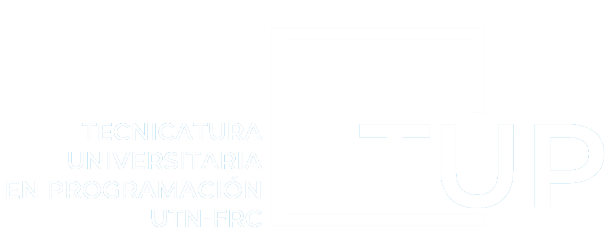 TECNICATURA
UNIVERSITARIA
EN PROGRAMACIÓN
UTN FRC
TUP